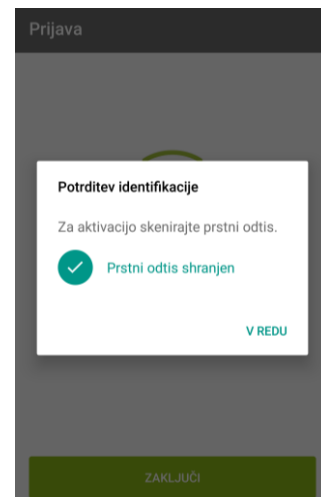 Prijava
Potrditev identifikacije
Za aktivacijo skenirajte prstni odtis.
Prstni odtis shranjen
V REDU
ZAKLJUČI